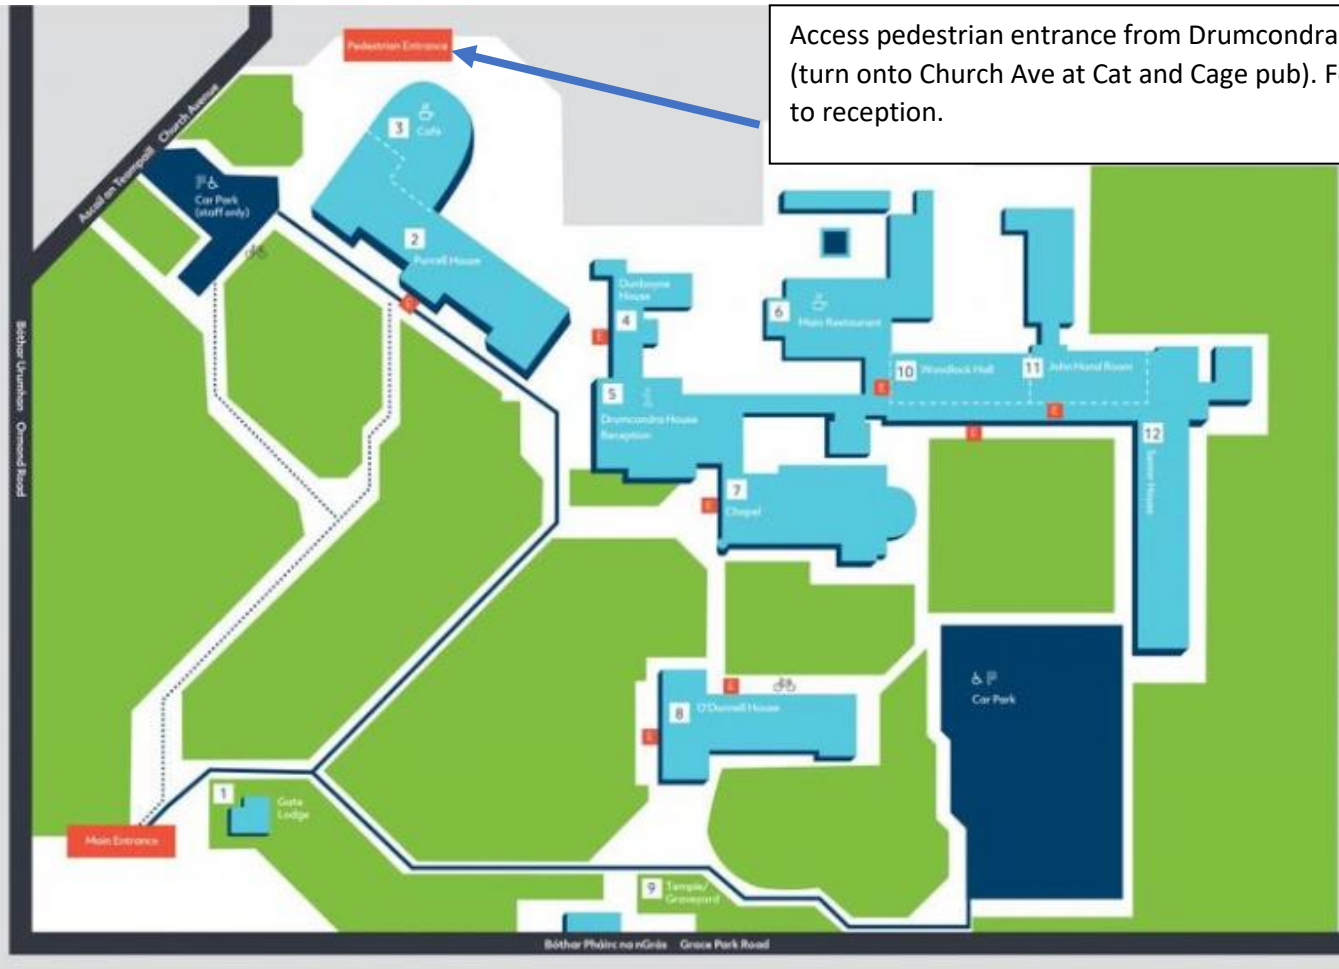 Pedestrian Entrance
Access pedestrian entrance from Drumcondra
(turn onto Church Ave at Cat and Cage pub). F
to reception.
Ascail an Teampaill Church Avenue
3
Café
P
Car Park
(staff only)
2
Purcell House
E
Dunboyne
House
4
E
6
Main Restaurant
Bóthar Urumhan Ormond Road
5
Drumcondra House
Reception
10
Woodlock Hall
11
John Hand Room
E
E
E
12
Senior House
7
Chapel
E
E
8
O'Donnell House
E
P
Car Park
1
Gate
Lodge
Main Entrance
9
Temple/
Graveyard
Bóthar Pháirc na nGrás Grace Park Road